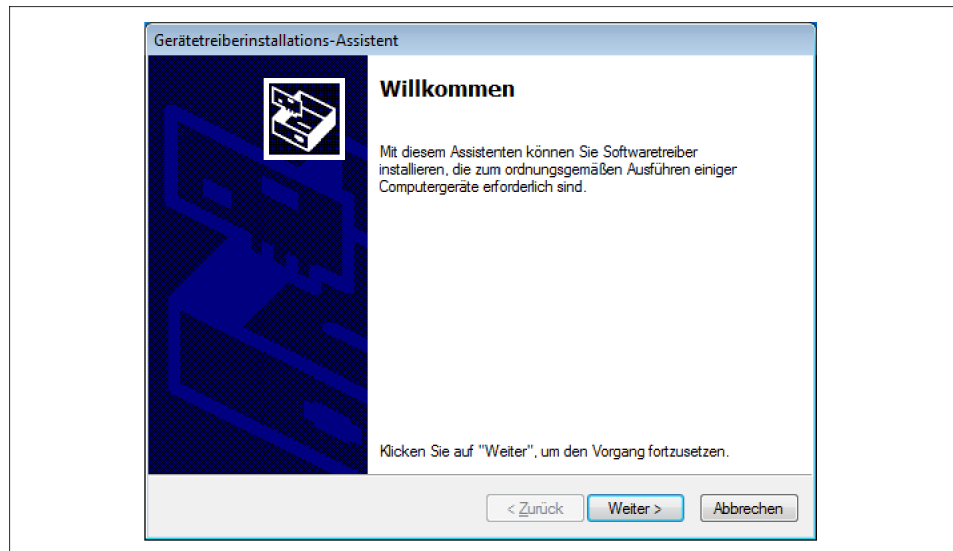 Gerätetreiberinstallations-Assistent
Willkommen
Mit diesem Assistenten können Sie Softwaretreiber
installieren, die zum ordnungsgemäßen Ausführen einiger
Computergeräte erforderlich sind.
Klicken Sie auf "Weiter", um den Vorgang fortzusetzen.
< Zurück
Weiter >
Abbrechen